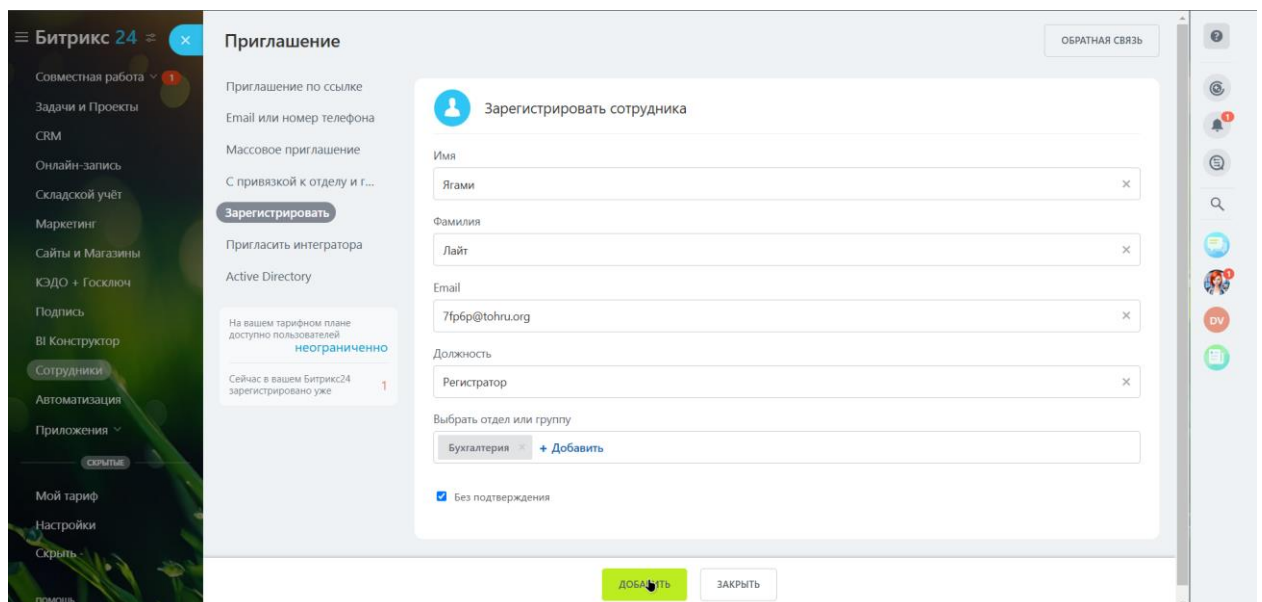 Битрикс 24
Совместная работа 1
Задачи и Проекты
CRM
Онлайн-запись
Складской учёт
Маркетинг
Сайты и Магазины
КЭДО + Госключ
Подпись
BI Конструктор
Сотрудники
Автоматизация
Приложения
СКРЫТЫЕ
Мой тариф
Настройки
Скрыть
ПОМОЩЬ
Приглашение
ОБРАТНАЯ СВЯЗЬ
Приглашение по ссылке
Email или номер телефона
Массовое приглашение
С привязкой к отделу и г...
Зарегистрировать
Пригласить интегратора
Active Directory
На вашем тарифном плане
доступно пользователей
неограниченно
Сейчас в вашем Битрикс24
зарегистрировано уже
1
Зарегистрировать сотрудника
Имя
Ягами
Фамилия
Лайт
Email
7fp6p@tohru.org
Должность
Регистратор
Выбрать отдел или группу
Бухгалтерия + Добавить
Без подтверждения
ДОБАВИТЬ
ЗАКРЫТЬ
1
1
DV